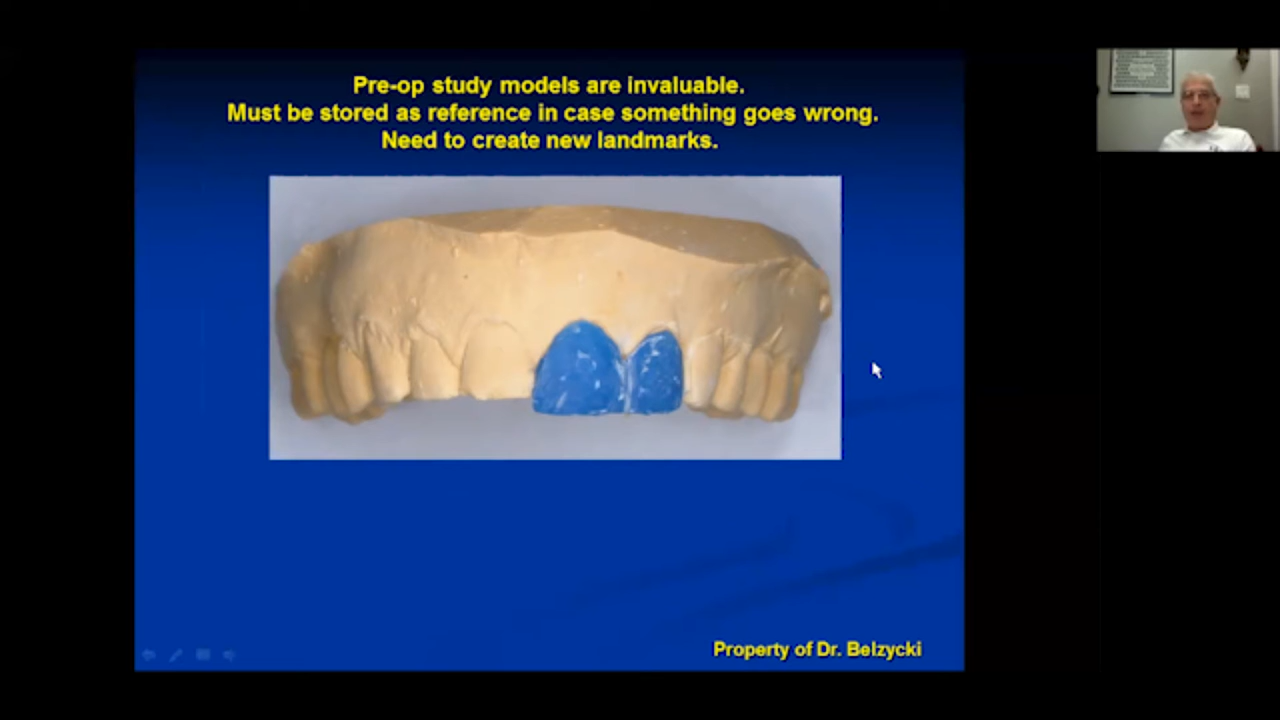 Pre-op study models are invaluable.
Must be stored as reference in case something goes wrong.
Need to create new landmarks.
Property of Dr. Belzycki